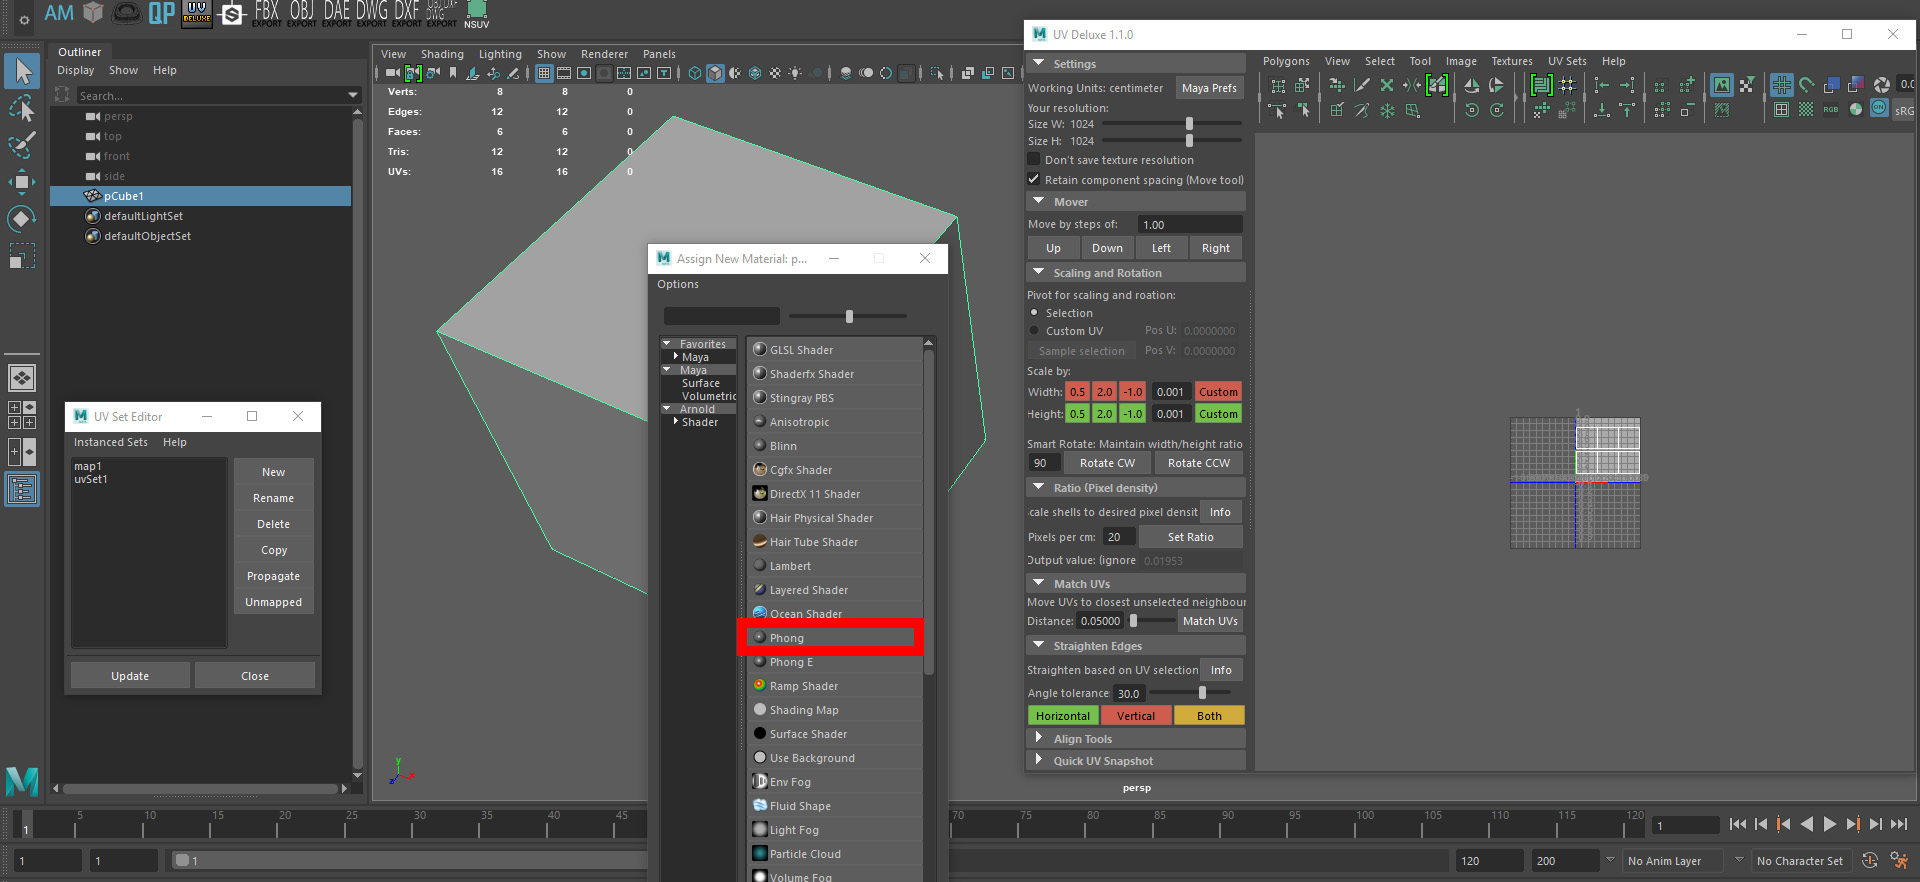 AM QP UV DELUXE S FBX EXPORT OBJ EXPORT DAE EXPORT DWG EXPORT DXF EXPORT EXPORT NSUV
Outliner
Display Show Help
Search...
persp
top
front
side
pCube1
defaultLightSet
defaultObjectSet
UV Set Editor
Instanced Sets Help
map1
uvSet1
New
Rename
Delete
Copy
Propagate
Unmapped
Update Close
View Shading Lighting Show Renderer Panels
Verts: 8 8 0
Edges: 12 12 0
Faces: 6 6 0
Tris: 12 12 0
UVs: 16 16 0
y
z
persp
Assign New Material: p...
Options
Favorites
Maya
Maya
Surface
Volumetric
Arnold
Shader
GLSL Shader
Shaderfx Shader
Stingray PBS
Anisotropic
Blinn
Cgfx Shader
DirectX 11 Shader
Hair Physical Shader
Hair Tube Shader
Lambert
Layered Shader
Ocean Shader
Phong
Phong E
Ramp Shader
Shading Map
Surface Shader
Use Background
Env Fog
Fluid Shape
Light Fog
Particle Cloud
Volume Fog
UV Deluxe 1.1.0
Settings
Working Units: centimeter Maya Prefs
Your resolution:
Size W: 1024
Size H: 1024
Don't save texture resolution
Retain component spacing (Move tool)
Mover
Move by steps of: 1.00
Up Down Left Right
Scaling and Rotation
Pivot for scaling and roation:
Selection
Custom UV Pos U: 0.0000000
Sample selection Pos V: 0.0000000
Scale by:
Width: 0.5 2.0 -1.0 0.001 Custom
Height: 0.5 2.0 -1.0 0.001 Custom
Smart Rotate: Maintain width/height ratio
90 Rotate CW Rotate CCW
Ratio (Pixel density)
cale shells to desired pixel densit Info
Pixels per cm: 20 Set Ratio
Output value: (ignore 0.01953
Match UVs
Move UVs to closest unselected neighbour
Distance: 0.05000 Match UVs
Straighten Edges
Straighten based on UV selection Info
Angle tolerance 30.0
Horizontal Vertical Both
Align Tools
Quick UV Snapshot
Polygons View Select Tool Image Textures UV Sets Help
0.0
RGB ON sRG
1 5 10 15 20 25 30 35 40 45 70 75 80 85 90 95 100 105 110 115 120 1
1 1 1 120 200 No Anim Layer No Character Set